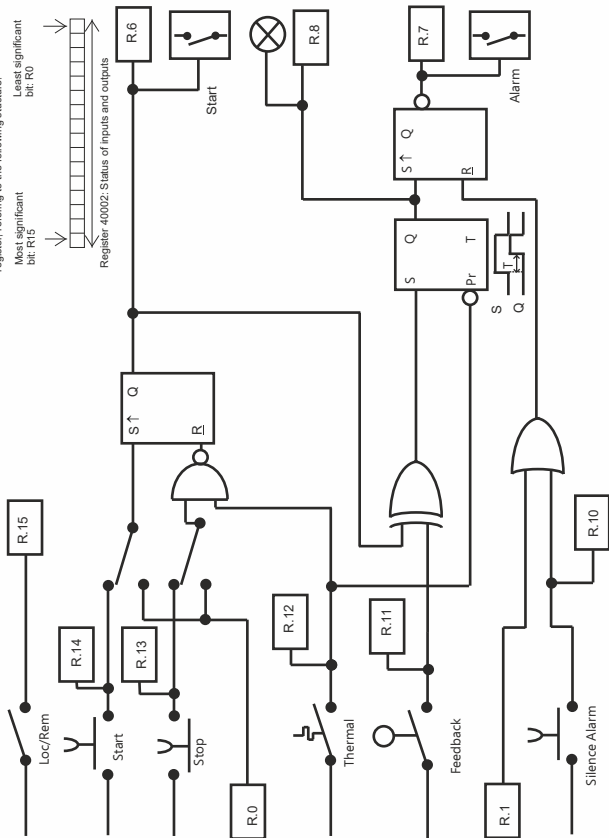 register, referring to the following structure:
Most significant
bit: R15
Least significant
bit: R0
Register 40002: Status of inputs and outputs
R.15
Loc/Rem
R.14
Start
R.13
Stop
R.0
S ↑ Q
R
R.6
Start
R.12
Thermal
R.11
Feedback
S Q
Pr T
R.8
S
Q
T
S ↑ Q
R
R.7
Alarm
R.1
Silence Alarm
R.10